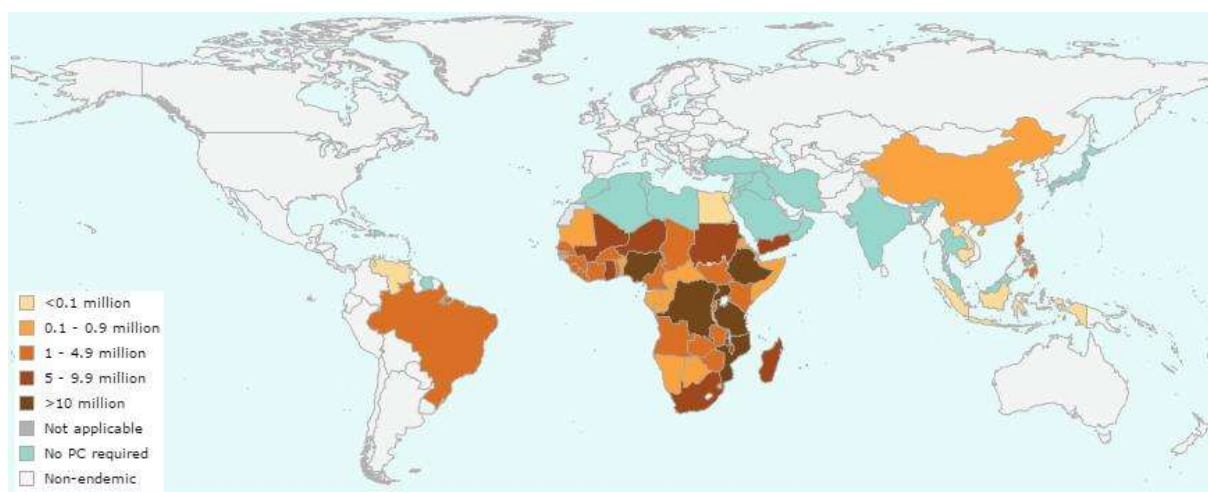 <0.1 million
0.1 - 0.9 million
1 - 4.9 million
5 - 9.9 million
>10 million
Not applicable
No PC required
Non-endemic